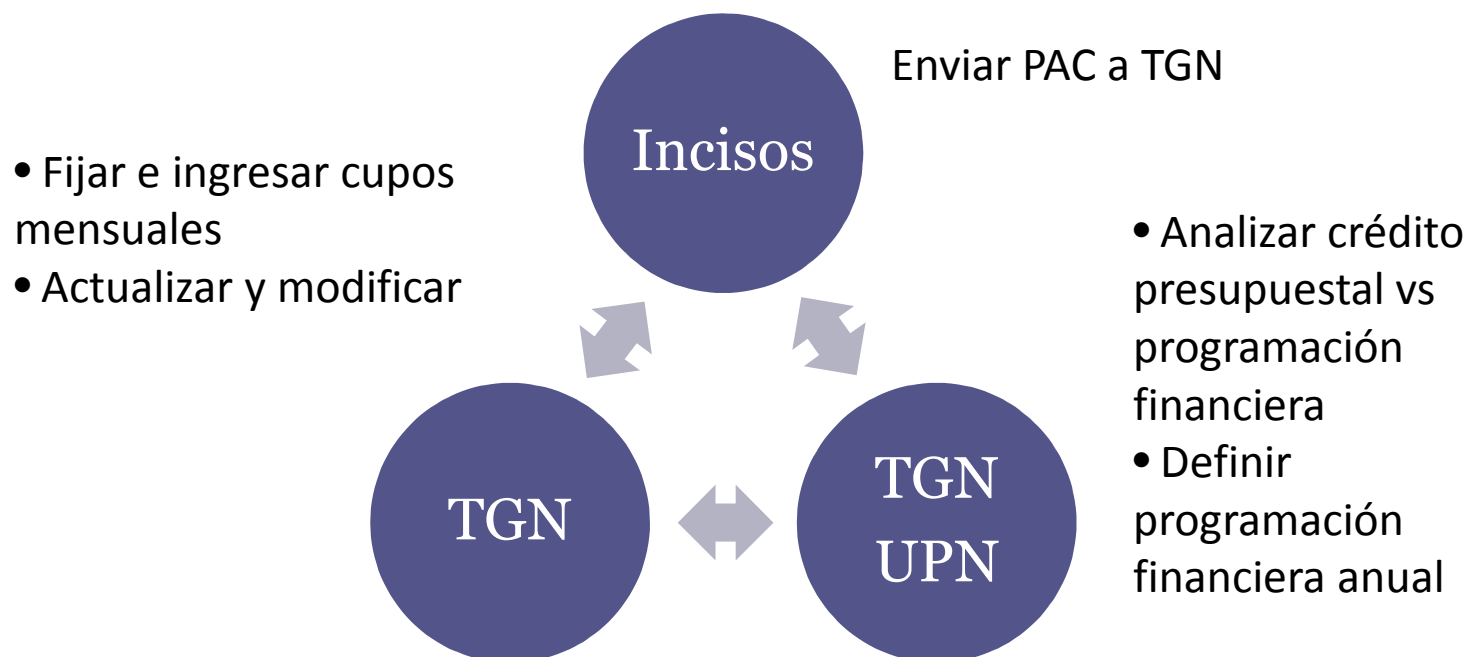 Enviar PAC a TGN
Incisos
• Fijar e ingresar cupos
mensuales
• Actualizar y modificar
• Analizar crédito
presupuestal vs
programación
financiera
• Definir
programación
financiera anual
TGN
TGN
UPN